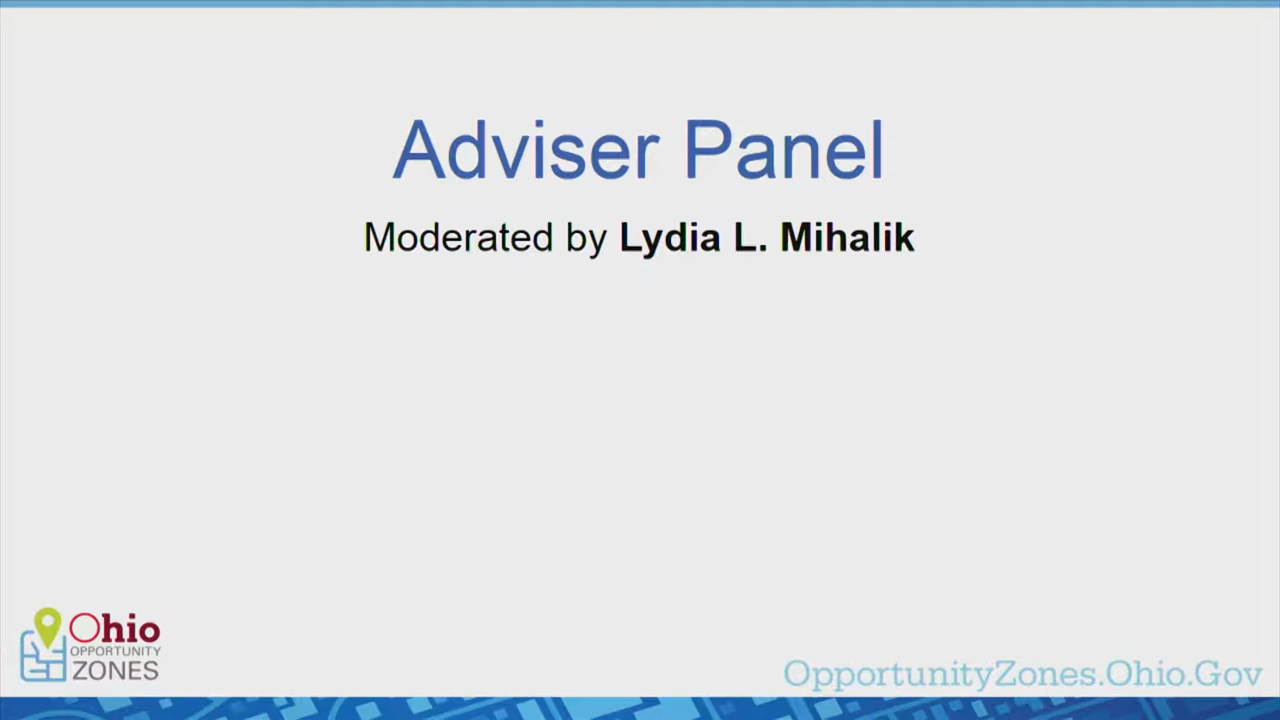 Adviser Panel
Moderated by Lydia L. Mihalik
Ohio
OPPORTUNITY
ZONES
OpportunityZones.Ohio.Gov